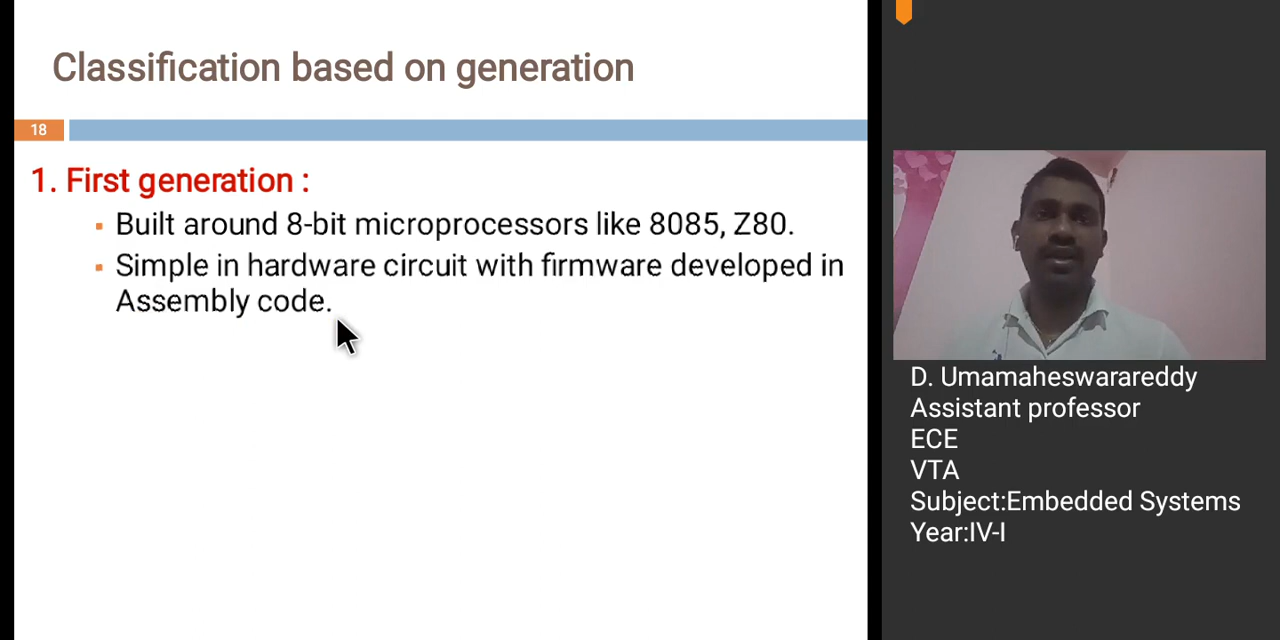 Classification based on generation
18
1. First generation :
Built around 8-bit microprocessors like 8085, Z80.
Simple in hardware circuit with firmware developed in
Assembly code.
D. Umamaheswarareddy
Assistant professor
ECE
VTA
Subject:Embedded Systems
Year:IV-I